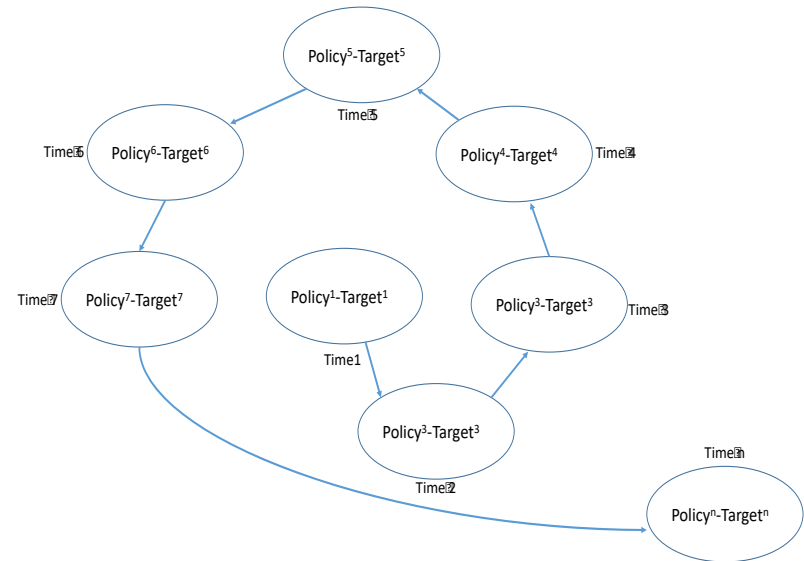 Policy⁵-Target⁵
Time 5
Policy⁶-Target⁶
Time 6
Policy⁴-Target⁴
Time 4
Policy⁷-Target⁷
Time 7
Policy¹-Target¹
Time1
Policy³-Target³
Time 3
Policy³-Target³
Time 2
Time n
Policyⁿ-Targetⁿ